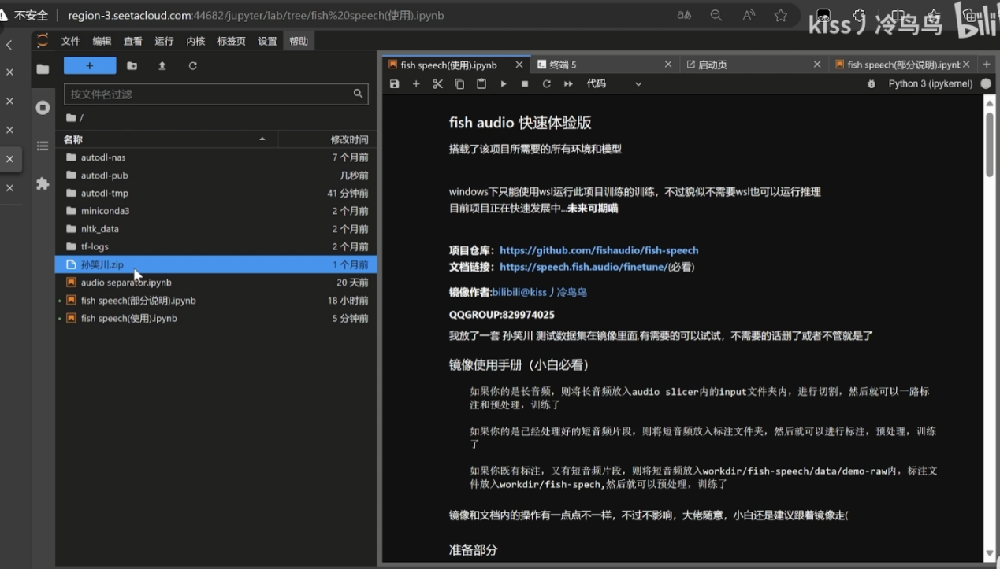 不安全
region-3.seetacloud.com:44682/jupyter/lab/tree/fish%20speech(使用).ipynb
kiss丿冷鸟鸟 bili
文件 编辑 查看 运行 内核 标签页 设置 帮助
按文件名过滤
/
名称 修改时间
autodl-nas 7 个月前
autodl-pub 几秒前
autodl-tmp 41 分钟前
miniconda3 2 个月前
nltk_data 2 个月前
tf-logs 2 个月前
孙笑川.zip 1 个月前
audio separator.ipynb 20 天前
fish speech(部分说明).ipynb 18 小时前
fish speech(使用).ipynb 5 分钟前
fish speech(使用).ipynb 终端 5 启动页 fish speech(部分说明).ipynb
代码 Python 3 (ipykernel)
fish audio 快速体验版
搭载了该项目所需要的所有环境和模型
windows下只能使用wsl运行此项目训练的训练，不过貌似不需要wsl也可以运行推理
目前项目正在快速发展中...未来可期喵
项目仓库：https://github.com/fishaudio/fish-speech
文档链接：https://speech.fish.audio/finetune/(必看)
镜像作者:bilibili@kiss丿冷鸟鸟
QQGROUP:829974025
我放了一套 孙笑川 测试数据集在镜像里面,有需要的可以试试，不需要的话删了或者不管就是了
镜像使用手册（小白必看）
如果你的是长音频，则将长音频放入audio slicer内的input文件夹内，进行切割，然后就可以一路标
注和预处理，训练了
如果你的是已经处理好的短音频片段，则将短音频放入标注文件夹，然后就可以进行标注，预处理，训练
了
如果你既有标注，又有短音频片段，则将短音频放入workdir/fish-speech/data/demo-raw内，标注文
件放入workdir/fish-spech,然后就可以预处理，训练了
镜像和文档内的操作有一点点不一样，不过不影响，大佬随意，小白还是建议跟着镜像走(
准备部分